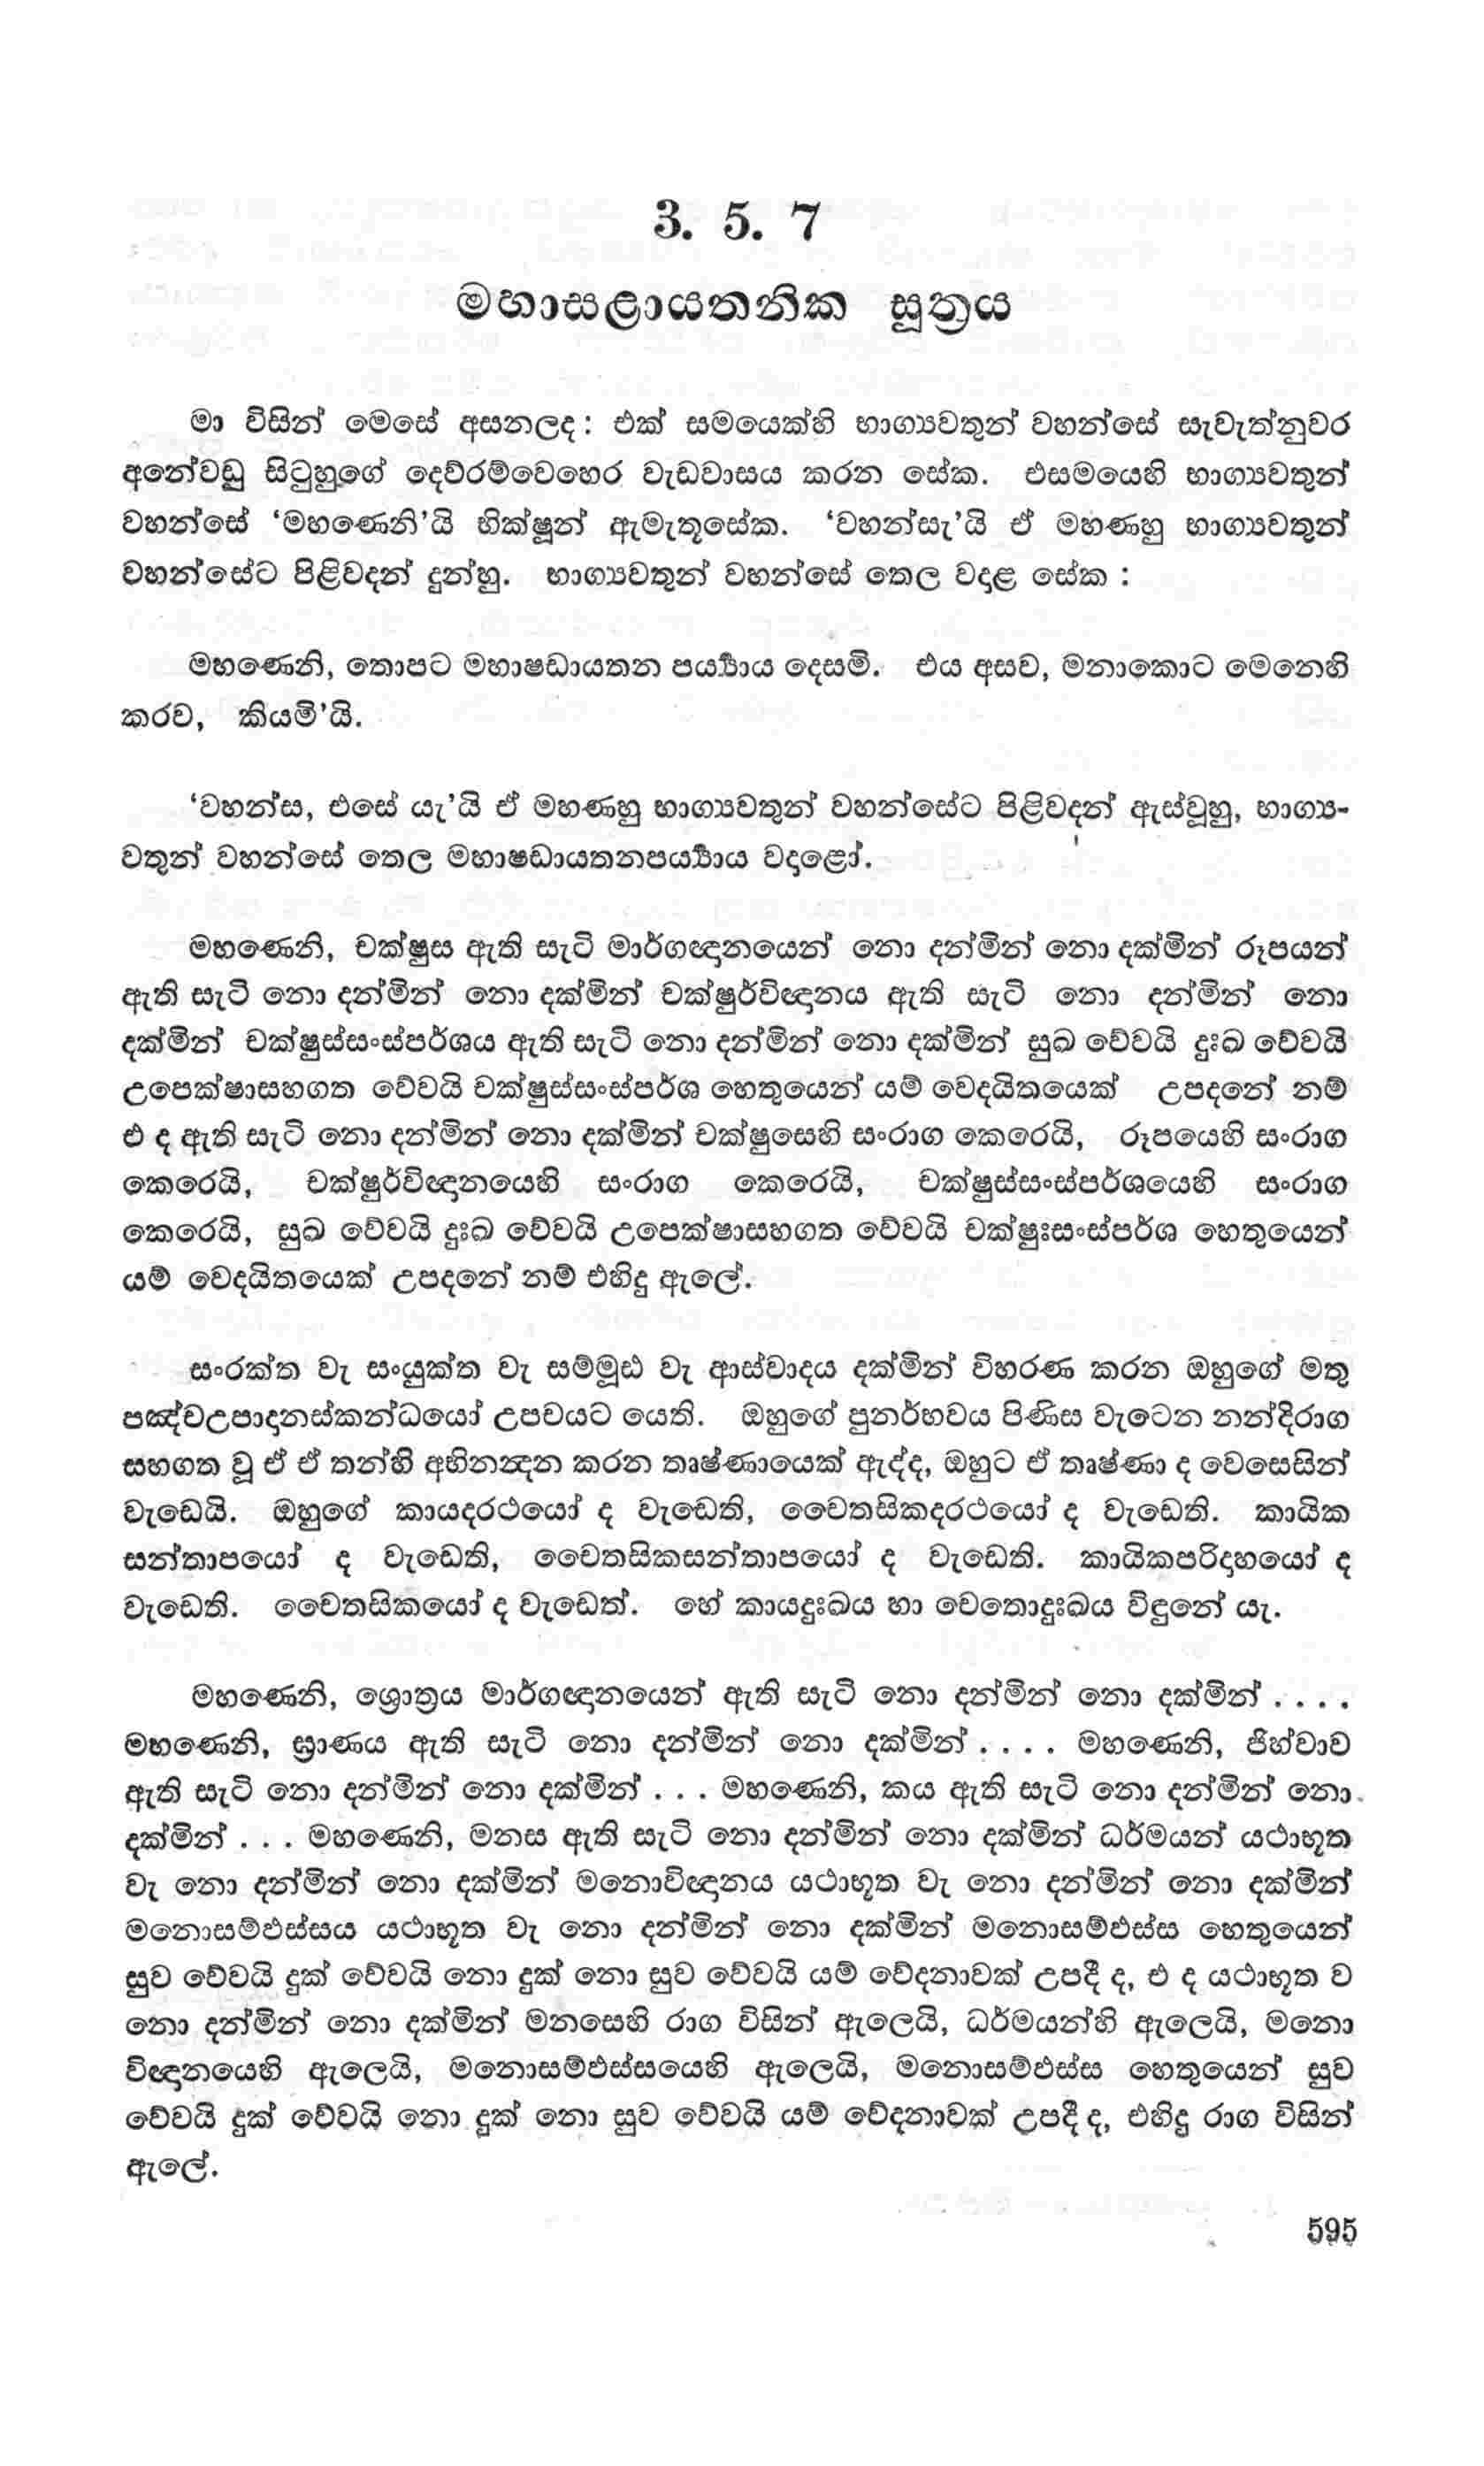 3. 5. 7
මහාසළායතනික සූත්‍රය
මා විසින් මෙසේ අසනලද : එක් සමයෙක්හි භාග්‍යවතුන් වහන්සේ සැවැත්නුවර
අනේවඩු සිටුහුගේ දෙව්රම්වෙහෙර වැඩවාසය කරන සේක. එසමයෙහි භාග්‍යවතුන්
වහන්සේ ‘මහණෙනි’යි භික්ෂූන් ඇමැතූසේක. ‘වහන්සැ’යි ඒ මහණහු භාග්‍යවතුන්
වහන්සේට පිළිවදන් දුන්හු. භාග්‍යවතුන් වහන්සේ තෙල වදාළ සේක :
මහණෙනි, තොපට මහාෂඩායතන පර්‍ය්‍යාය දෙසමි. එය අසව, මනාකොට මෙනෙහි
කරව, කියමි’යි.
‘වහන්ස, එසේ යැ’යි ඒ මහණහු භාග්‍යවතුන් වහන්සේට පිළිවදන් ඇස්වූහු, භාග්‍ය-
වතුන් වහන්සේ තෙල මහාෂඩායතනපර්‍ය්‍යාය වදාළෝ.
මහණෙනි, චක්ෂුස ඇති සැටි මාර්ගඥානයෙන් නො දන්මින් නො දක්මින් රූපයන්
ඇති සැටි නො දන්මින් නො දක්මින් චක්ෂුර්විඥානය ඇති සැටි නො දන්මින් නො
දක්මින් චක්ෂුස්සංස්පර්ශය ඇති සැටි නො දන්මින් නො දක්මින් සුඛ වේවයි දුඃඛ වේවයි
උපෙක්ෂාසහගත වේවයි චක්ෂුස්සංස්පර්ශ හෙතුයෙන් යම් වෙදයිතයෙක් උපදනේ නම්
එ ද ඇති සැටි නො දන්මින් නො දක්මින් චක්ෂුසෙහි සංරාග කෙරෙයි, රූපයෙහි සංරාග
කෙරෙයි, චක්ෂුර්විඥානයෙහි සංරාග කෙරෙයි, චක්ෂුස්සංස්පර්ශයෙහි සංරාග
කෙරෙයි, සුඛ වේවයි දුඃඛ වේවයි උපෙක්ෂාසහගත වේවයි චක්ෂුඃසංස්පර්ශ හෙතුයෙන්
යම් වෙදයිතයෙක් උපදනේ නම් එහිදු ඇලේ.
සංරක්ත වැ සංයුක්ත වැ සම්මූඪ වැ ආස්වාදය දක්මින් විහරණ කරන ඔහුගේ මතු
පඤ්චඋපාදානස්කන්ධයෝ උපචයට යෙති. ඔහුගේ පුනර්භවය පිණිස වැටෙන නන්දිරාග
සහගත වූ ඒ ඒ තන්හි අභිනන්‍දන කරන තෘෂ්ණායෙක් ඇද්ද, ඔහුට ඒ තෘෂ්ණා ද වෙසෙසින්
වැඩෙයි. ඔහුගේ කායදරථයෝ ද වැඩෙති, චෛතසිකදරථයෝ ද වැඩෙති. කායික
සන්තාපයෝ ද වැඩෙති, චෛතසිකසන්තාපයෝ ද වැඩෙති. කායිකපරිදාහයෝ ද
වැඩෙති. චෛතසිකයෝ ද වැඩෙත්. හේ කායදුඃඛය හා චෙතොදුඃඛය විඳුනේ යැ.
මහණෙනි, ශ්‍රොත්‍රය මාර්ගඥානයෙන් ඇති සැටි නො දන්මින් නො දක්මින් . . . .
මහණෙනි, ඝ්‍රාණය ඇති සැටි නො දන්මින් නො දක්මින් . . . . මහණෙනි, ජිහ්වාව
ඇති සැටි නො දන්මින් නො දක්මින් . . . මහණෙනි, කය ඇති සැටි නො දන්මින් නො
දක්මින් . . . මහණෙනි, මනස ඇති සැටි නො දන්මින් නො දක්මින් ධර්මයන් යථාභූත
වැ නො දන්මින් නො දක්මින් මනොවිඥානය යථාභූත වැ නො දන්මින් නො දක්මින්
මනොසම්ඵස්සය යථාභූත වැ නො දන්මින් නො දක්මින් මනොසම්ඵස්ස හෙතුයෙන්
සුව වේවයි දුක් වේවයි නො දුක් නො සුව වේවයි යම් වේදනාවක් උපදී ද, එ ද යථාභූත ව
නො දන්මින් නො දක්මින් මනසෙහි රාග විසින් ඇලෙයි, ධර්මයන්හි ඇලෙයි, මනො
විඥානයෙහි ඇලෙයි, මනොසම්ඵස්සයෙහි ඇලෙයි, මනොසම්ඵස්ස හෙතුයෙන් සුව
වේවයි දුක් වේවයි නො දුක් නො සුව වේවයි යම් වේදනාවක් උපදී ද, එහිදු රාග විසින්
ඇලේ.
595